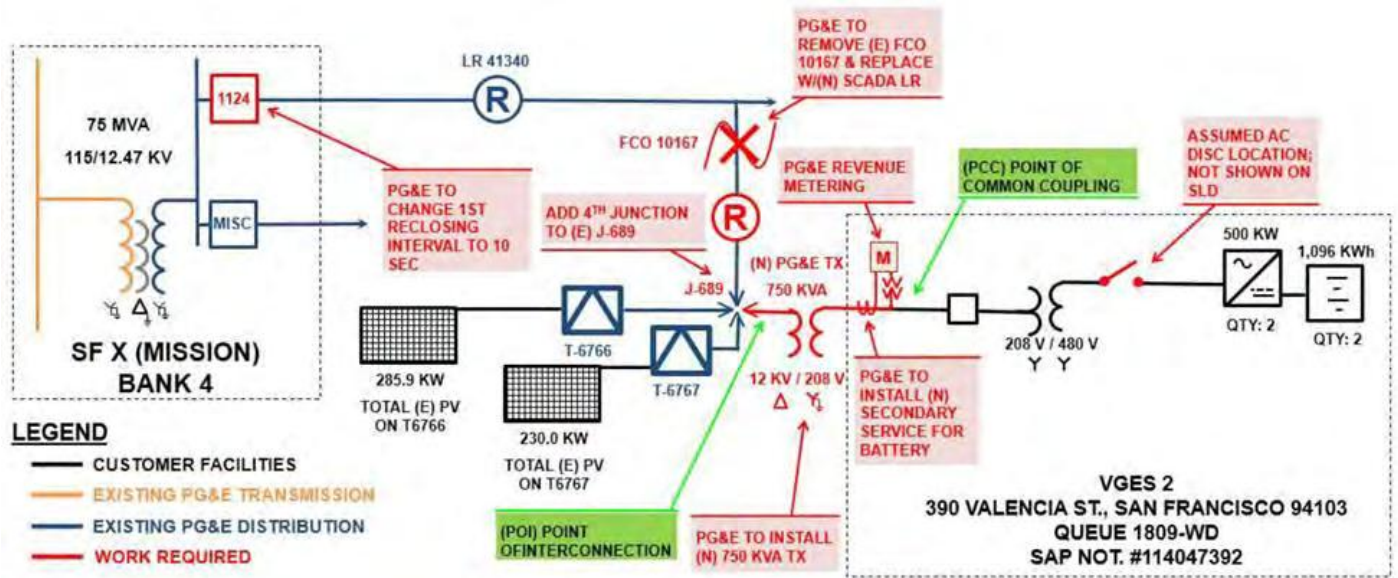 PG&E TO
REMOVE (E) FCO
10167 & REPLACE
W/(N) SCADA LR
LR 41340
R
1124
75 MVA
115/12.47 KV
FCO 10167
PG&E REVENUE
METERING
(PCC) POINT OF
COMMON COUPLING
ASSUMED AC
DISC LOCATION;
NOT SHOWN ON
SLD
MISC
PG&E TO
CHANGE 1ST
RECLOSING
INTERVAL TO 10
SEC
ADD 4TH JUNCTION
TO (E) J-689
R
M
500 KW
1,096 KWh
(N) PG&E TX
750 KVA
J-689
QTY: 2
QTY: 2
208 V / 480 V
SF X (MISSION)
BANK 4
T-6766
T-6767
285.9 KW
TOTAL (E) PV
ON T6766
12 KV / 208 V
PG&E TO
INSTALL (N)
SECONDARY
SERVICE FOR
BATTERY
230.0 KW
TOTAL (E) PV
ON T6767
LEGEND
CUSTOMER FACILITIES
EXISTING PG&E TRANSMISSION
EXISTING PG&E DISTRIBUTION
WORK REQUIRED
(POI) POINT
OFINTERCONNECTION
PG&E TO INSTALL
(N) 750 KVA TX
VGES 2
390 VALENCIA ST., SAN FRANCISCO 94103
QUEUE 1809-WD
SAP NOT. #114047392